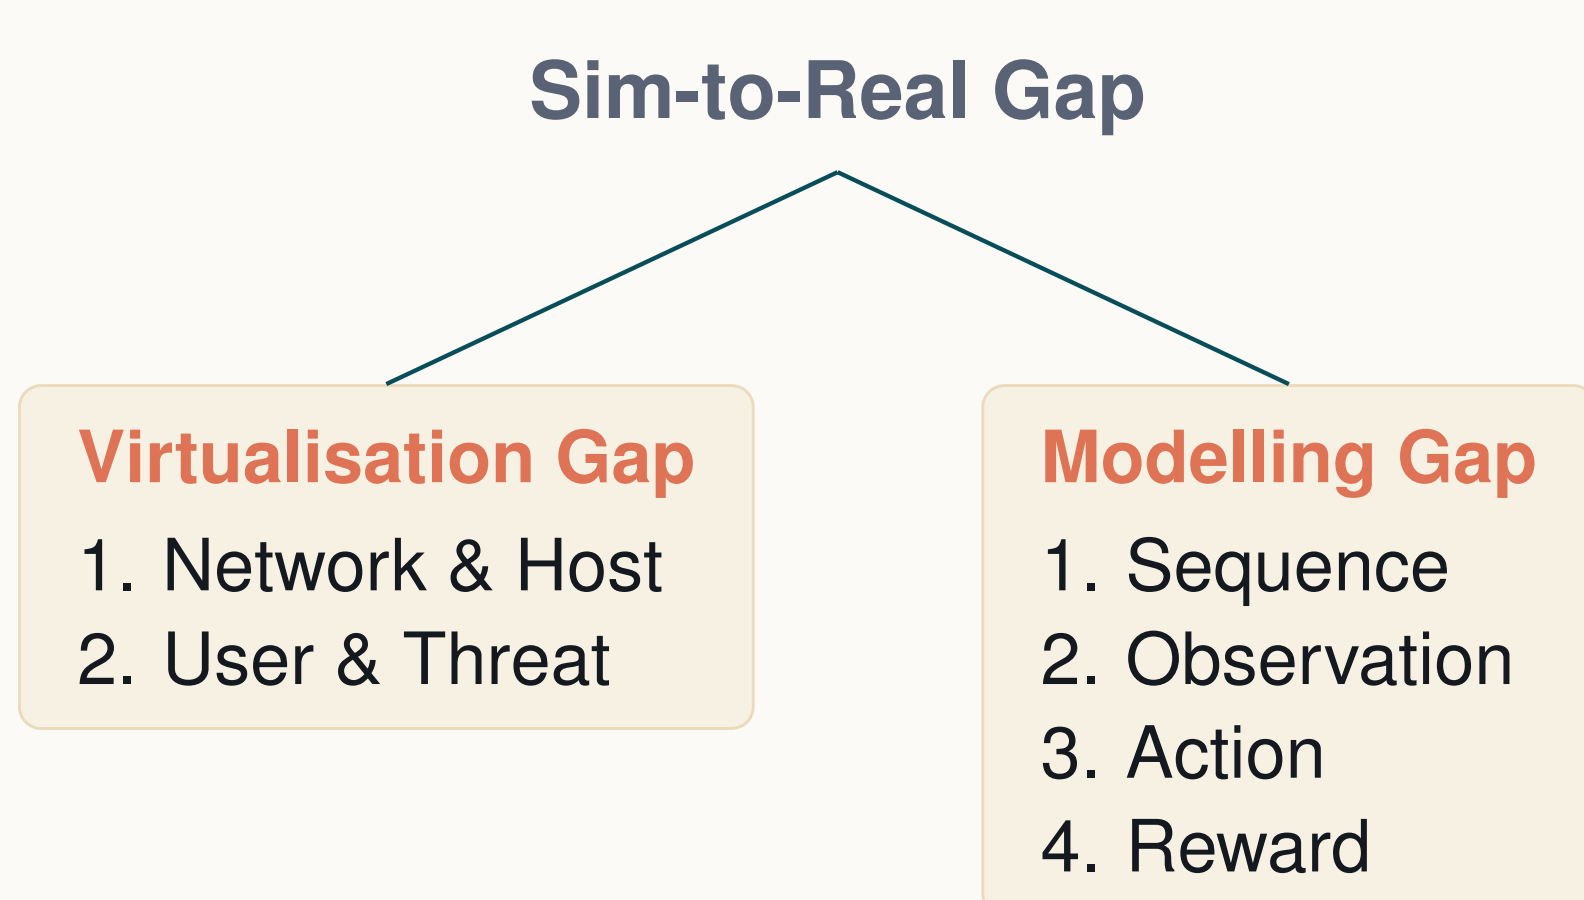 Sim-to-Real Gap
Virtualisation Gap
1. Network & Host
2. User & Threat
Modelling Gap
1. Sequence
2. Observation
3. Action
4. Reward